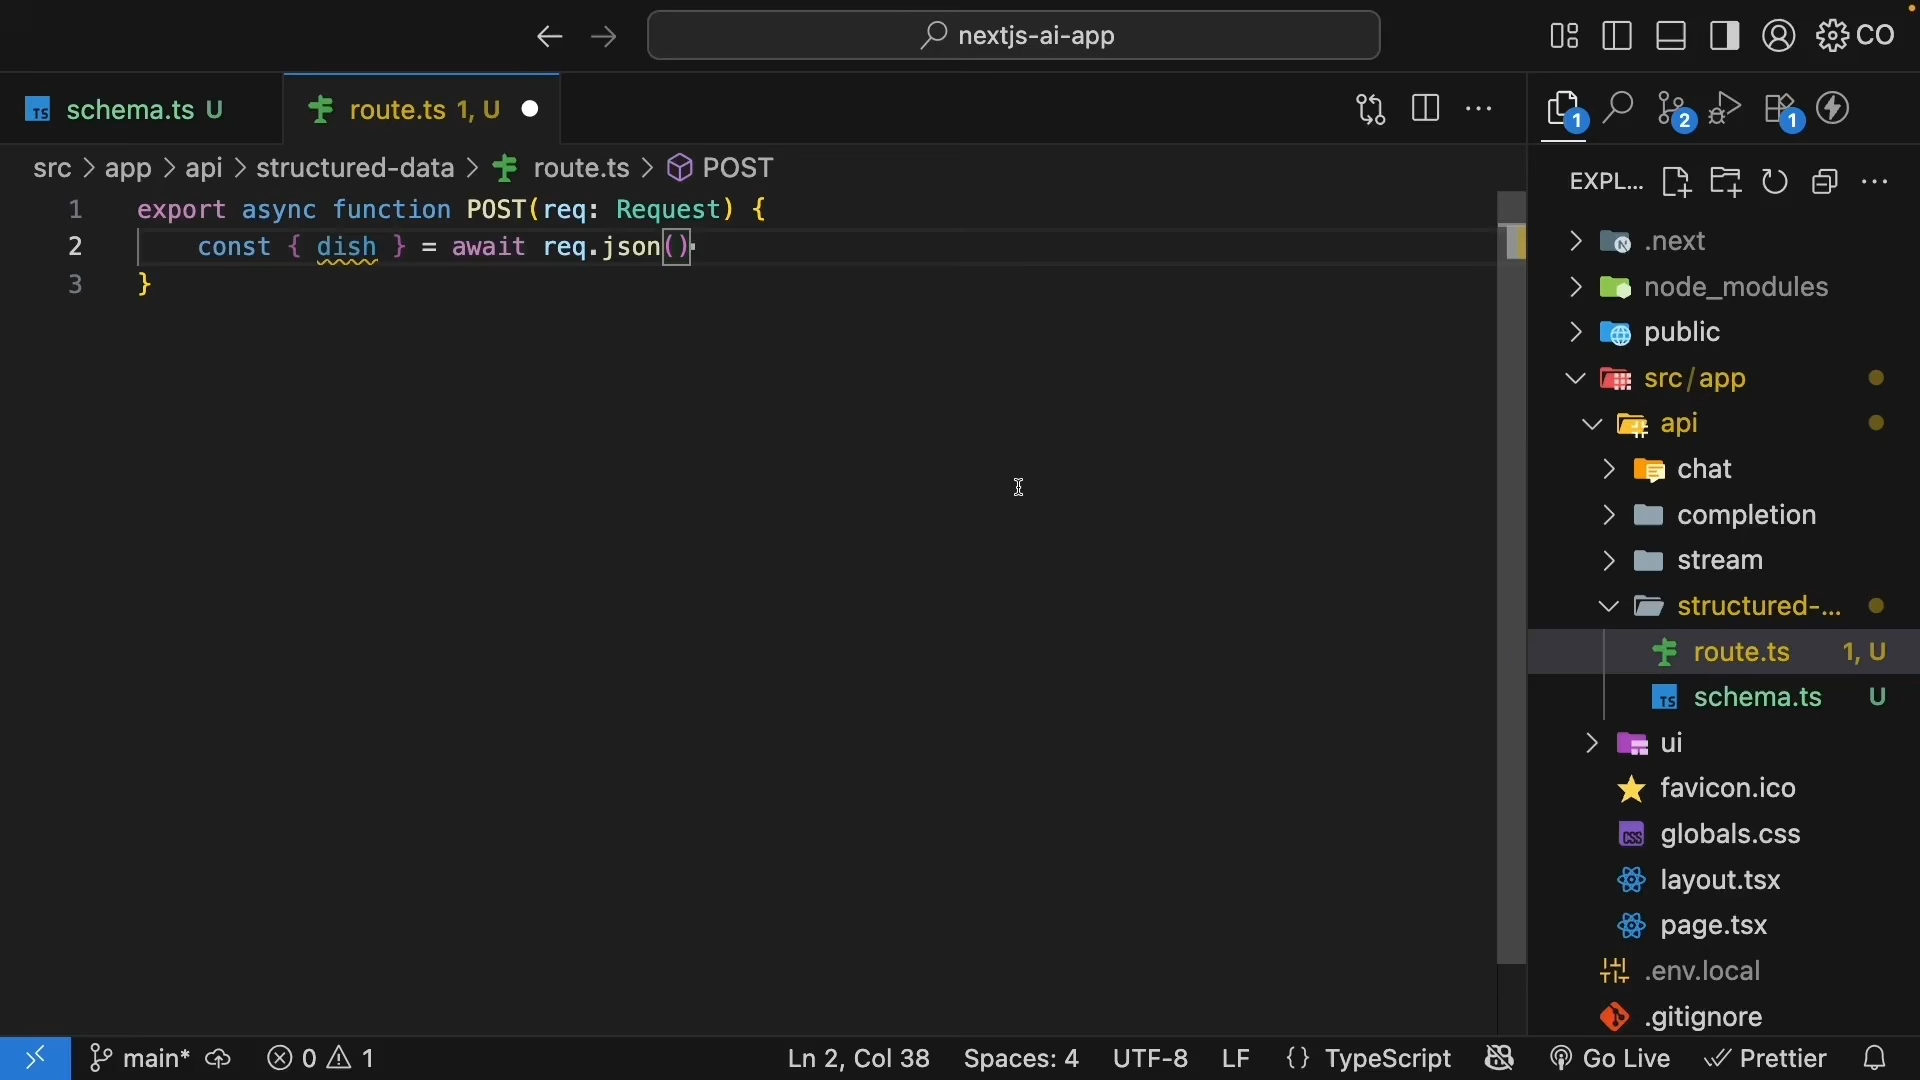 nextjs-ai-app
CO
schema.ts U
route.ts 1, U
src > app > api > structured-data > route.ts > POST
1 export async function POST(req: Request) {
2 const { dish } = await req.json()
3 }
1
2
1
EXPL...
.next
node_modules
public
src / app
api
chat
completion
stream
structured-...
route.ts 1, U
schema.ts U
ui
favicon.ico
globals.css
layout.tsx
page.tsx
.env.local
.gitignore
main* 0 1 Ln 2, Col 38 Spaces: 4 UTF-8 LF {} TypeScript Go Live Prettier